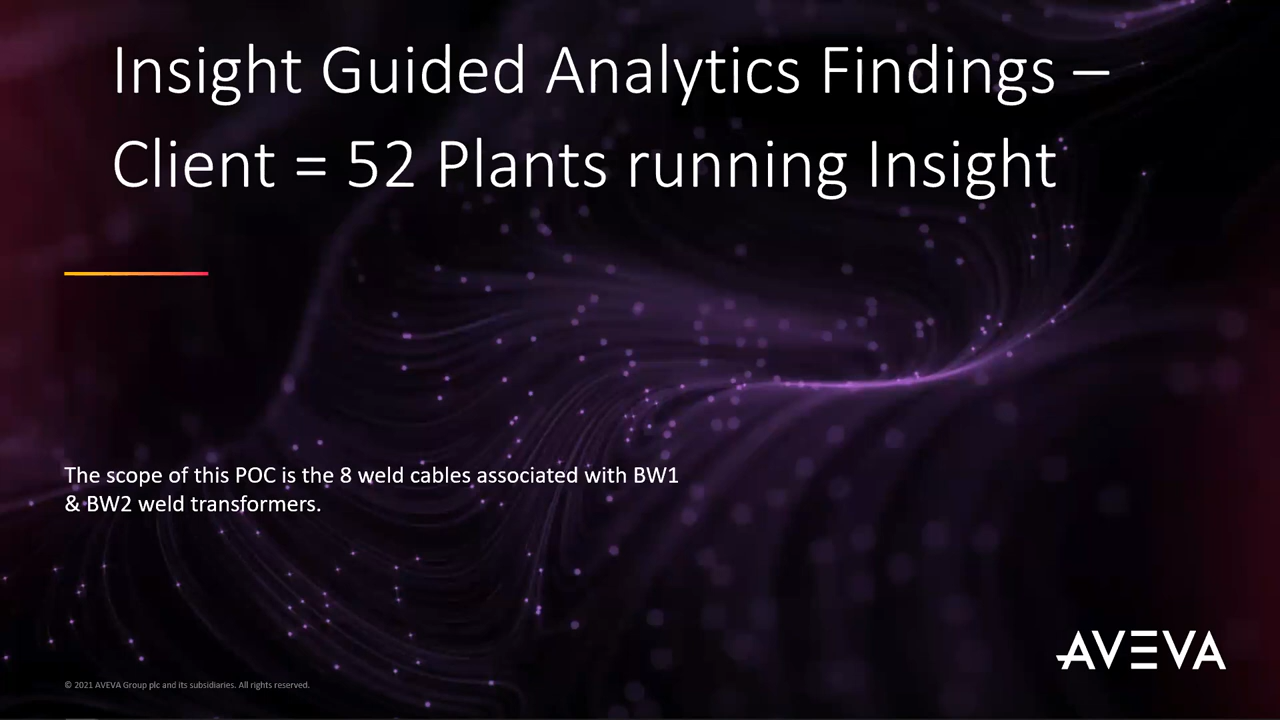 Insight Guided Analytics Findings –
Client = 52 Plants running Insight
The scope of this POC is the 8 weld cables associated with BW1
& BW2 weld transformers.
AVEVA
© 2021 AVEVA Group plc and its subsidiaries. All rights reserved.